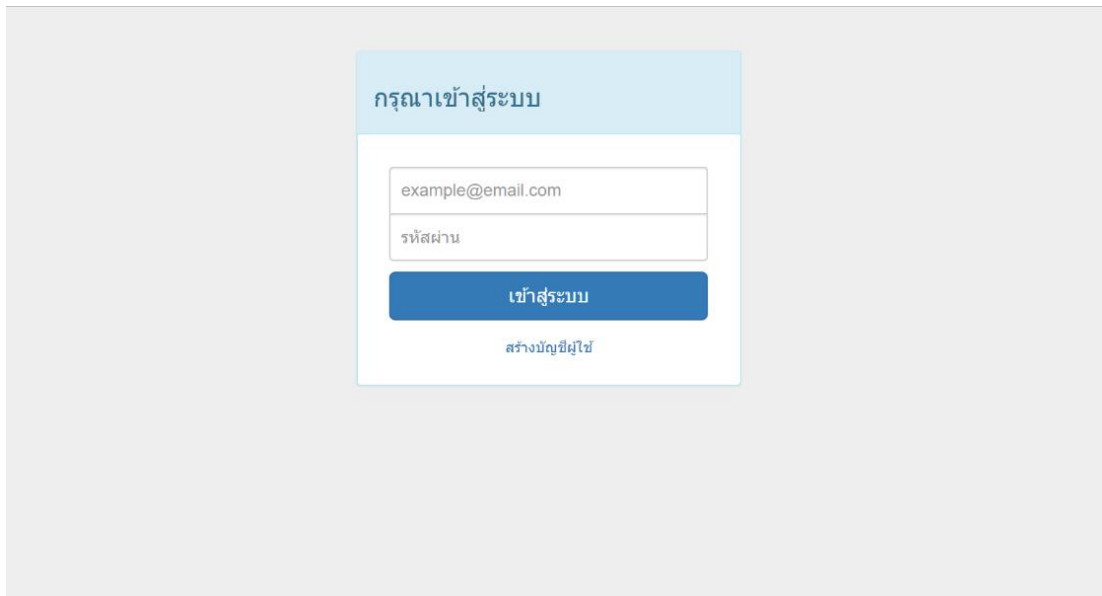 กรุณาเข้าสู่ระบบ
example@email.com
รหัสผ่าน
เข้าสู่ระบบ
สร้างบัญชีผู้ใช้